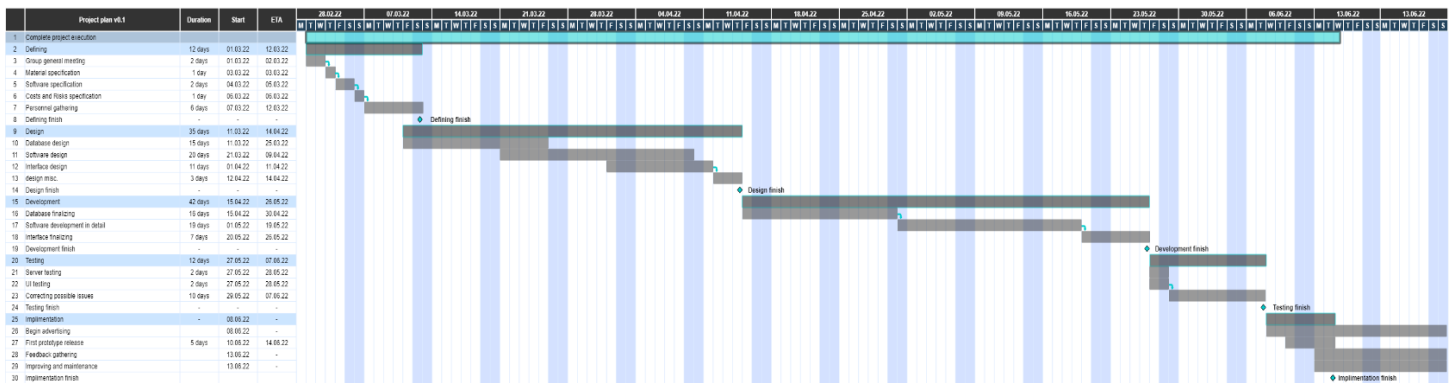 28.02.22 07.03.22 14.03.22 21.03.22 28.03.22 04.04.22 11.04.22 18.04.22 25.04.22 02.05.22 09.05.22 16.05.22 23.05.22 30.05.22 06.06.22 13.06.22 13.06.22
Project plan v0.1 Duration Start ETA
M T W T F S S M T W T F S S M T W T F S S M T W T F S S M T W T F S S M T W T F S S M T W T F S S M T W T F S S M T W T F S S M T W T F S S M T W T F S S M T W T F S S M T W T F S S M T W T F S S M T W T F S S M T W T F S S M T W T F S S
1 Complete project execution
2 Defining 12 days 01.03.22 12.03.22
3 Group general meeting 2 days 01.03.22 02.03.22
4 Material specification 1 day 03.03.22 03.03.22
5 Software specification 2 days 04.03.22 05.03.22
6 Costs and Risks specification 1 day 06.03.22 06.03.22
7 Personnel gathering 6 days 07.03.22 12.03.22
8 Defining finish - - - Defining finish
9 Design 35 days 11.03.22 14.04.22
10 Database design 15 days 11.03.22 25.03.22
11 Software design 20 days 21.03.22 09.04.22
12 Interface design 11 days 01.04.22 11.04.22
13 design misc. 3 days 12.04.22 14.04.22
14 Design finish - - - Design finish
15 Development 42 days 15.04.22 26.05.22
16 Database finalizing 16 days 15.04.22 30.04.22
17 Software development in detail 19 days 01.05.22 19.05.22
18 Interface finalizing 7 days 20.05.22 26.05.22
19 Development finish - - - Development finish
20 Testing 12 days 27.05.22 07.06.22
21 Server testing 2 days 27.05.22 28.05.22
22 UI testing 2 days 27.05.22 28.05.22
23 Correcting possible issues 10 days 29.05.22 07.06.22
24 Testing finish - - - Testing finish
25 Implimentation - 08.06.22 -
26 Begin advertising 08.06.22 -
27 First prototype release 5 days 10.06.22 14.06.22
28 Feedback gathering 13.06.22 -
29 Improving and maintenance 13.06.22 -
30 Implimentation finish Implimentation finish